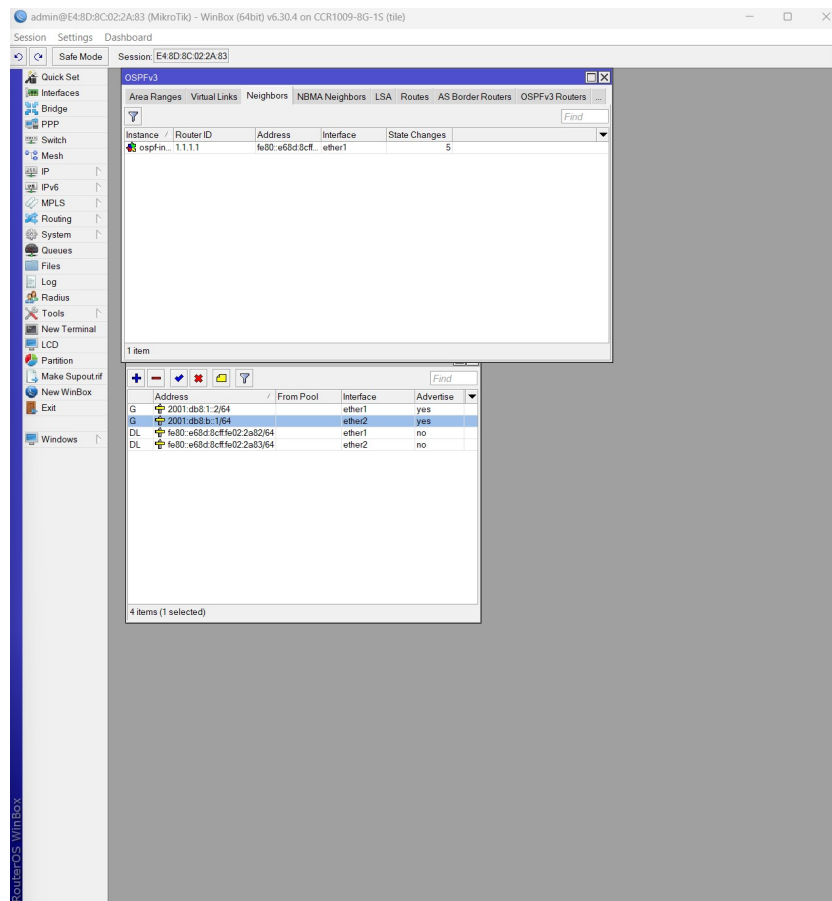 admin@E4:8D:8C:02:2A:83 (MikroTik) - WinBox (64bit) v6.30.4 on CCR1009-8G-1S (tile)
Session Settings Dashboard
Safe Mode Session: E4:8D:8C:02:2A:83
Quick Set
Interfaces
Bridge
PPP
Switch
Mesh
IP
IPv6
MPLS
Routing
System
Queues
Files
Log
Radius
Tools
New Terminal
LCD
Partition
Make Supout.rif
New WinBox
Exit
Windows
RouterOS WinBox
OSPFv3
Area Ranges Virtual Links Neighbors NBMA Neighbors LSA Routes AS Border Routers OSPFv3 Routers ...
Find
Instance / Router ID Address Interface State Changes
ospf-in... 1.1.1.1 fe80::e68d:8cff... ether1 5
1 item
Find
Address / From Pool Interface Advertise
G 2001:db8:1::2/64 ether1 yes
G 2001:db8:b::1/64 ether2 yes
DL fe80::e68d:8cff:fe02:2a82/64 ether1 no
DL fe80::e68d:8cff:fe02:2a83/64 ether2 no
4 items (1 selected)